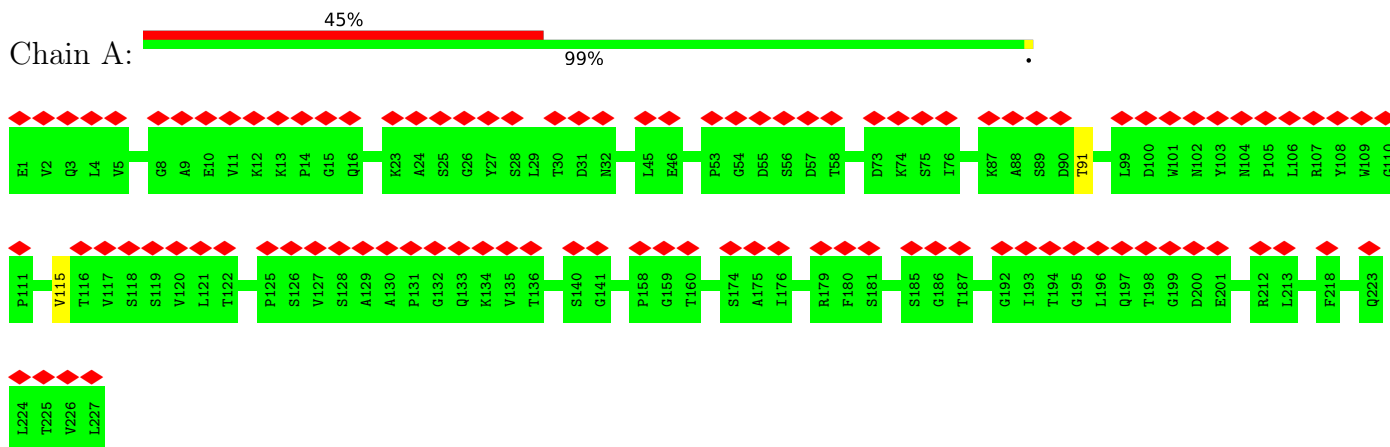 45%
Chain A:
99%
.
E1 V2 Q3 L4 V5 G8 A9 E10 V11 K12 K13 P14 G15 Q16 K23 A24 S25 G26 Y27 S28 L29 T30 D31 N32 L45 E46 P53 G54 D55 S56 D57 T58 D73 K74 S75 I76 K87 A88 S89 D90 T91 L99 D100 W101 N102 Y103 N104 P105 L106 R107 Y108 W109 G110
P111 V115 T116 V117 S118 S119 V120 L121 T122 P125 S126 V127 S128 A129 A130 P131 G132 Q133 K134 V135 T136 S140 G141 P158 G159 T160 S174 A175 I176 R179 F180 S181 S185 G186 T187 G192 I193 T194 G195 L196 Q197 T198 G199 D200 E201 R212 L213 F218 Q223
L224 T225 V226 L227